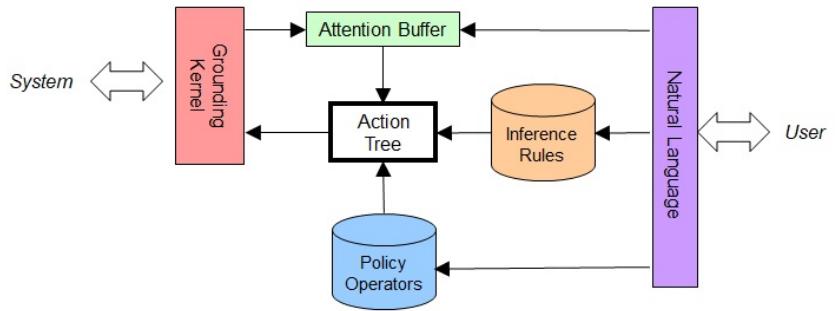 Attention Buffer
System
Grounding
Kernel
Action
Tree
Inference
Rules
Natural Language
User
Policy
Operators